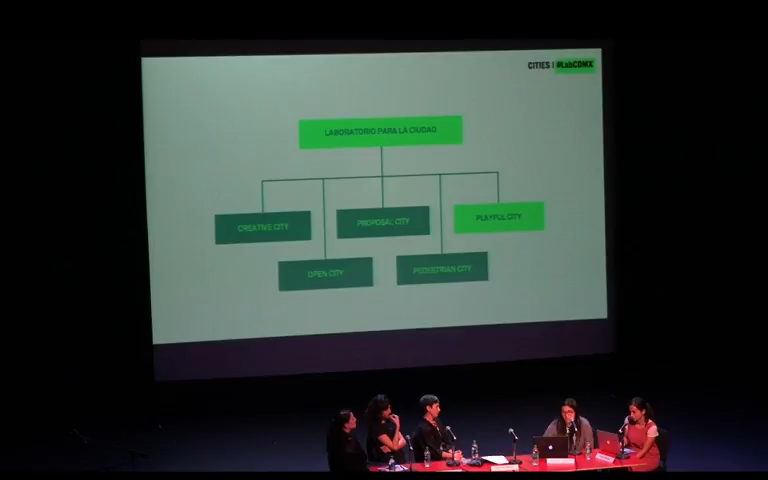 CITIES | #LabCDMX
LABORATORIO PARA LA CIUDAD
CREATIVE CITY
PROPOSAL CITY
PLAYFUL CITY
OPEN CITY
PEDESTRIAN CITY